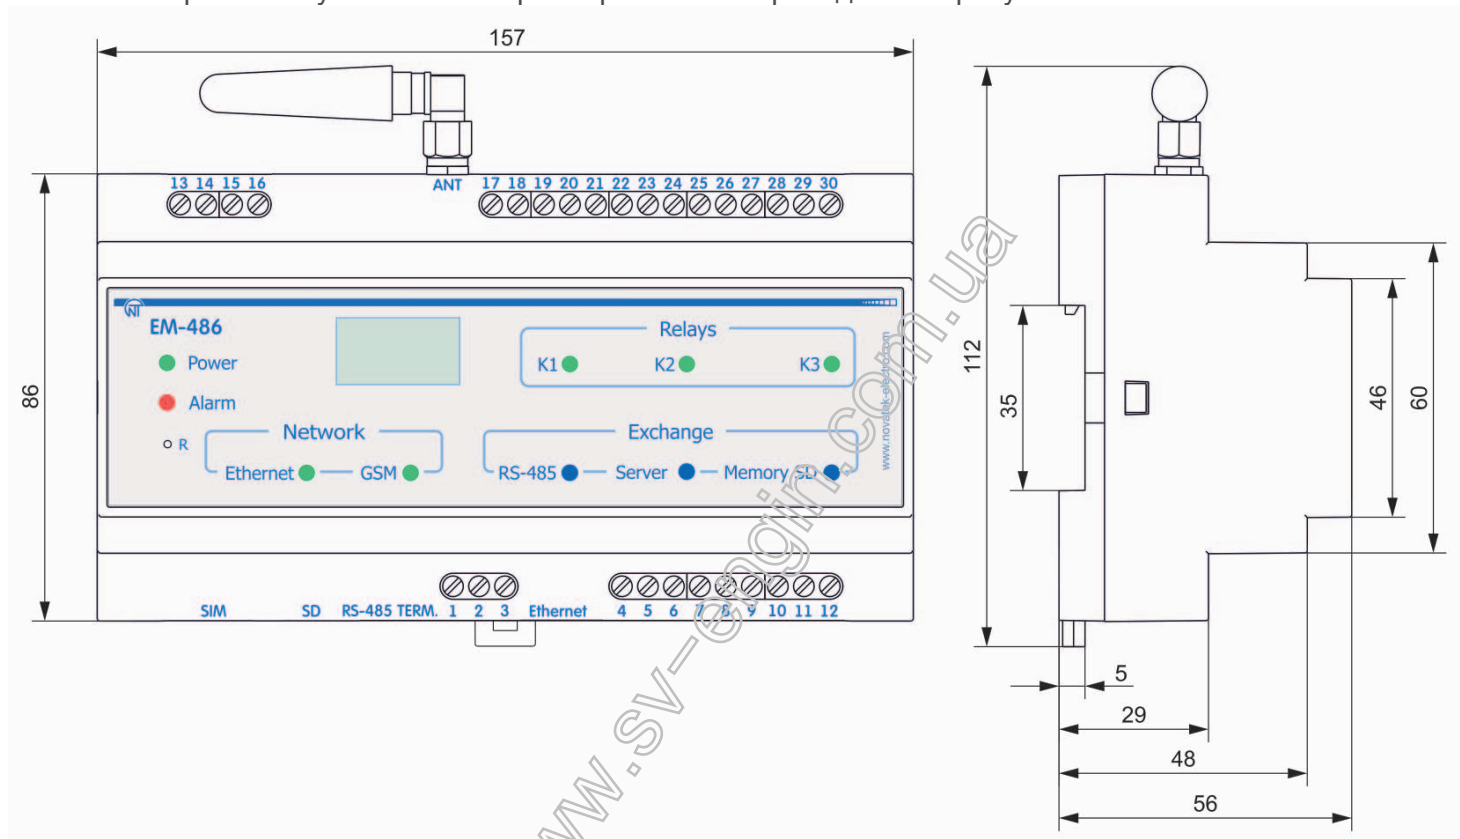 157
13 14 15 16 ANT 17 18 19 20 21 22 23 24 25 26 27 28 29 30
NT
EM-486
Power
Alarm
R
Relays
K1 K2 K3
Network
Ethernet GSM
Exchange
RS-485 Server Memory SD
www.novatek-electro.com
SIM SD RS-485 TERM. 1 2 3 Ethernet 4 5 6 7 8 9 10 11 12
86
112
35
46
60
5
29
48
56
www.sv-engin.com.ua